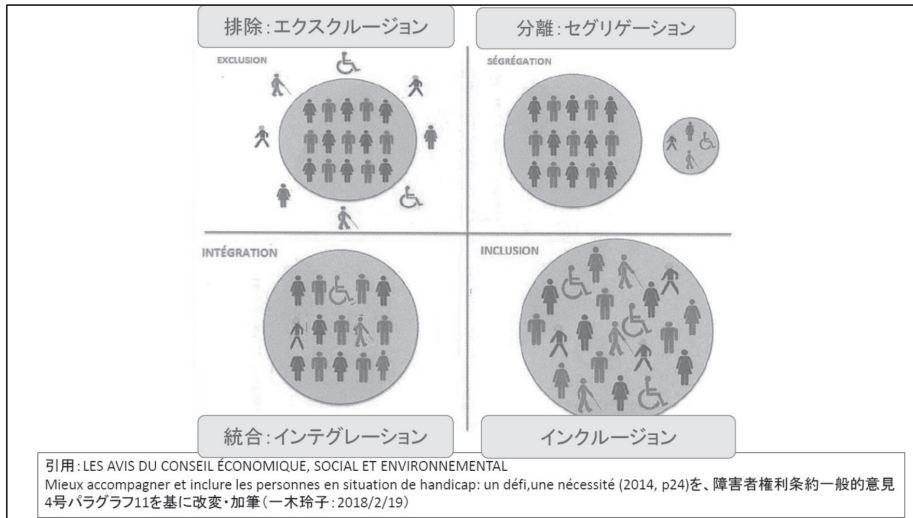 排除：エクスクルージョン
分離：セグリゲーション
EXCLUSION
SÉGRÉGATION
INTÉGRATION
INCLUSION
統合：インテグレーション
インクルージョン
引用：LES AVIS DU CONSEIL ÉCONOMIQUE, SOCIAL ET ENVIRONNEMENTAL
Mieux accompagner et inclure les personnes en situation de handicap: un défi,une nécessité (2014, p24)を、障害者権利条約一般的意見
4号パラグラフ11を基に改変・加筆（一木玲子：2018/2/19）